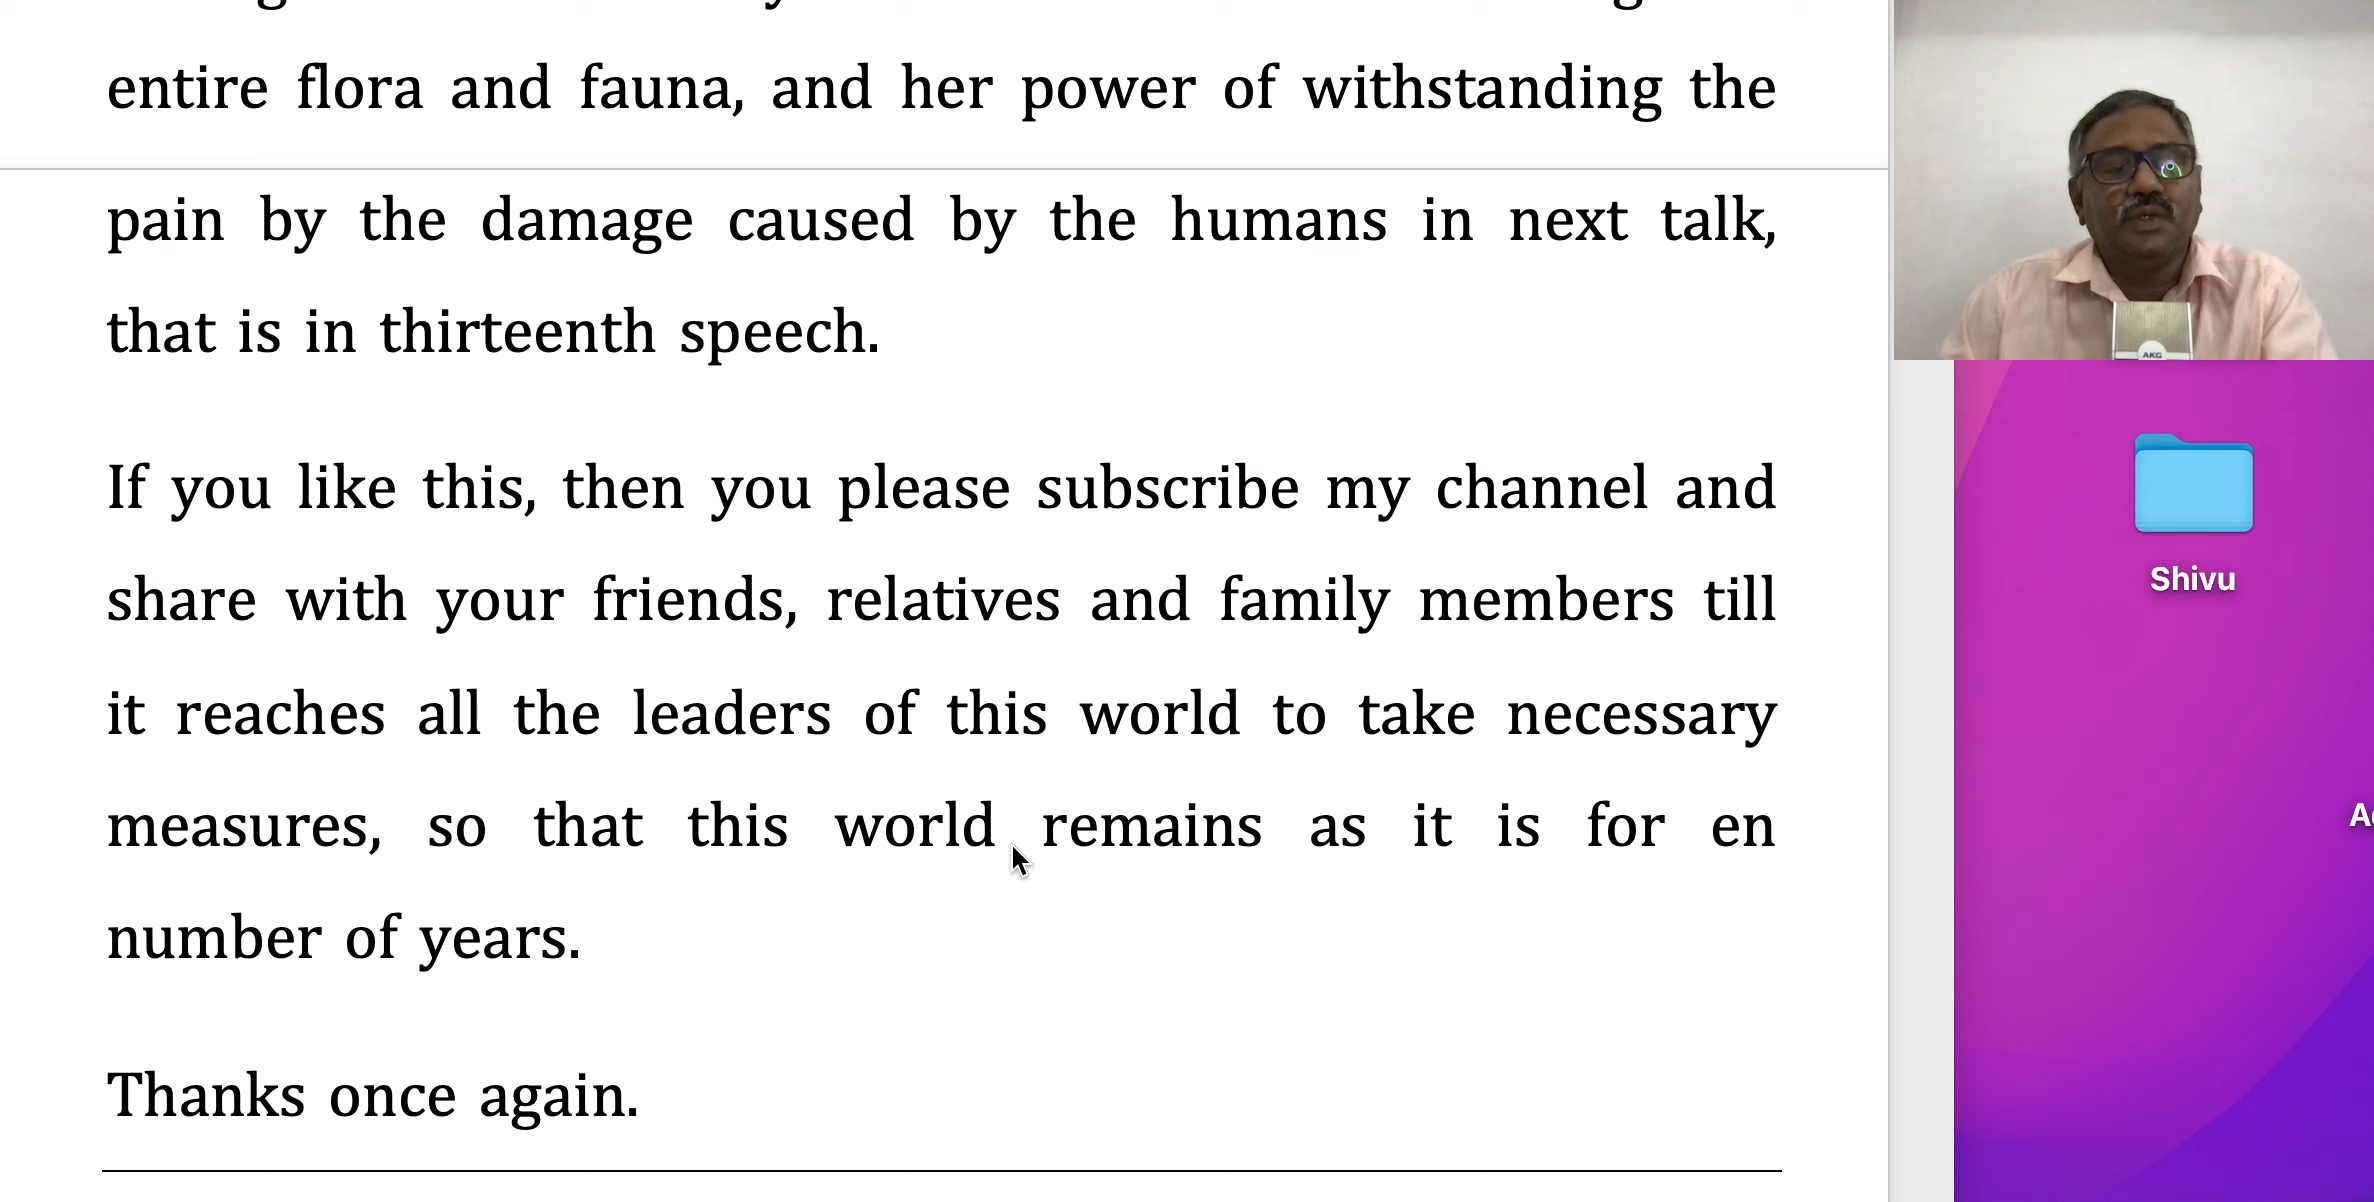 entire flora and fauna, and her power of withstanding the
pain by the damage caused by the humans in next talk,
that is in thirteenth speech.
If you like this, then you please subscribe my channel and
share with your friends, relatives and family members till
it reaches all the leaders of this world to take necessary
measures, so that this world remains as it is for en
number of years.
Thanks once again.
AKG
Shivu